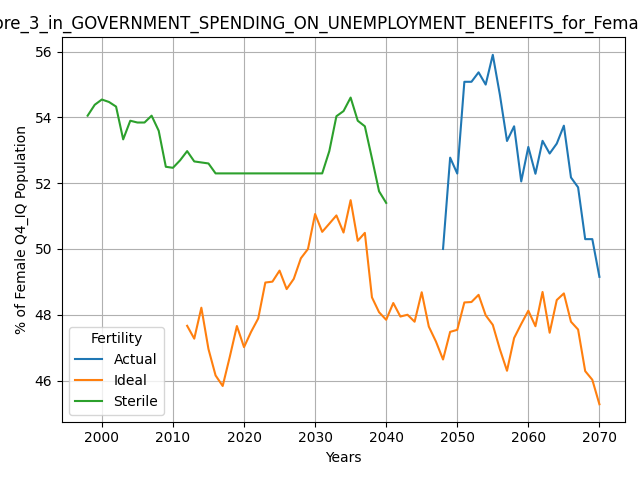 ore_3_in_GOVERNMENT_SPENDING_ON_UNEMPLOYMENT_BENEFITS_for_Fema
56
54
52
50
48
46
% of Female Q4_IQ Population
Fertility
Actual
Ideal
Sterile
2000 2010 2020 2030 2040 2050 2060 2070
Years